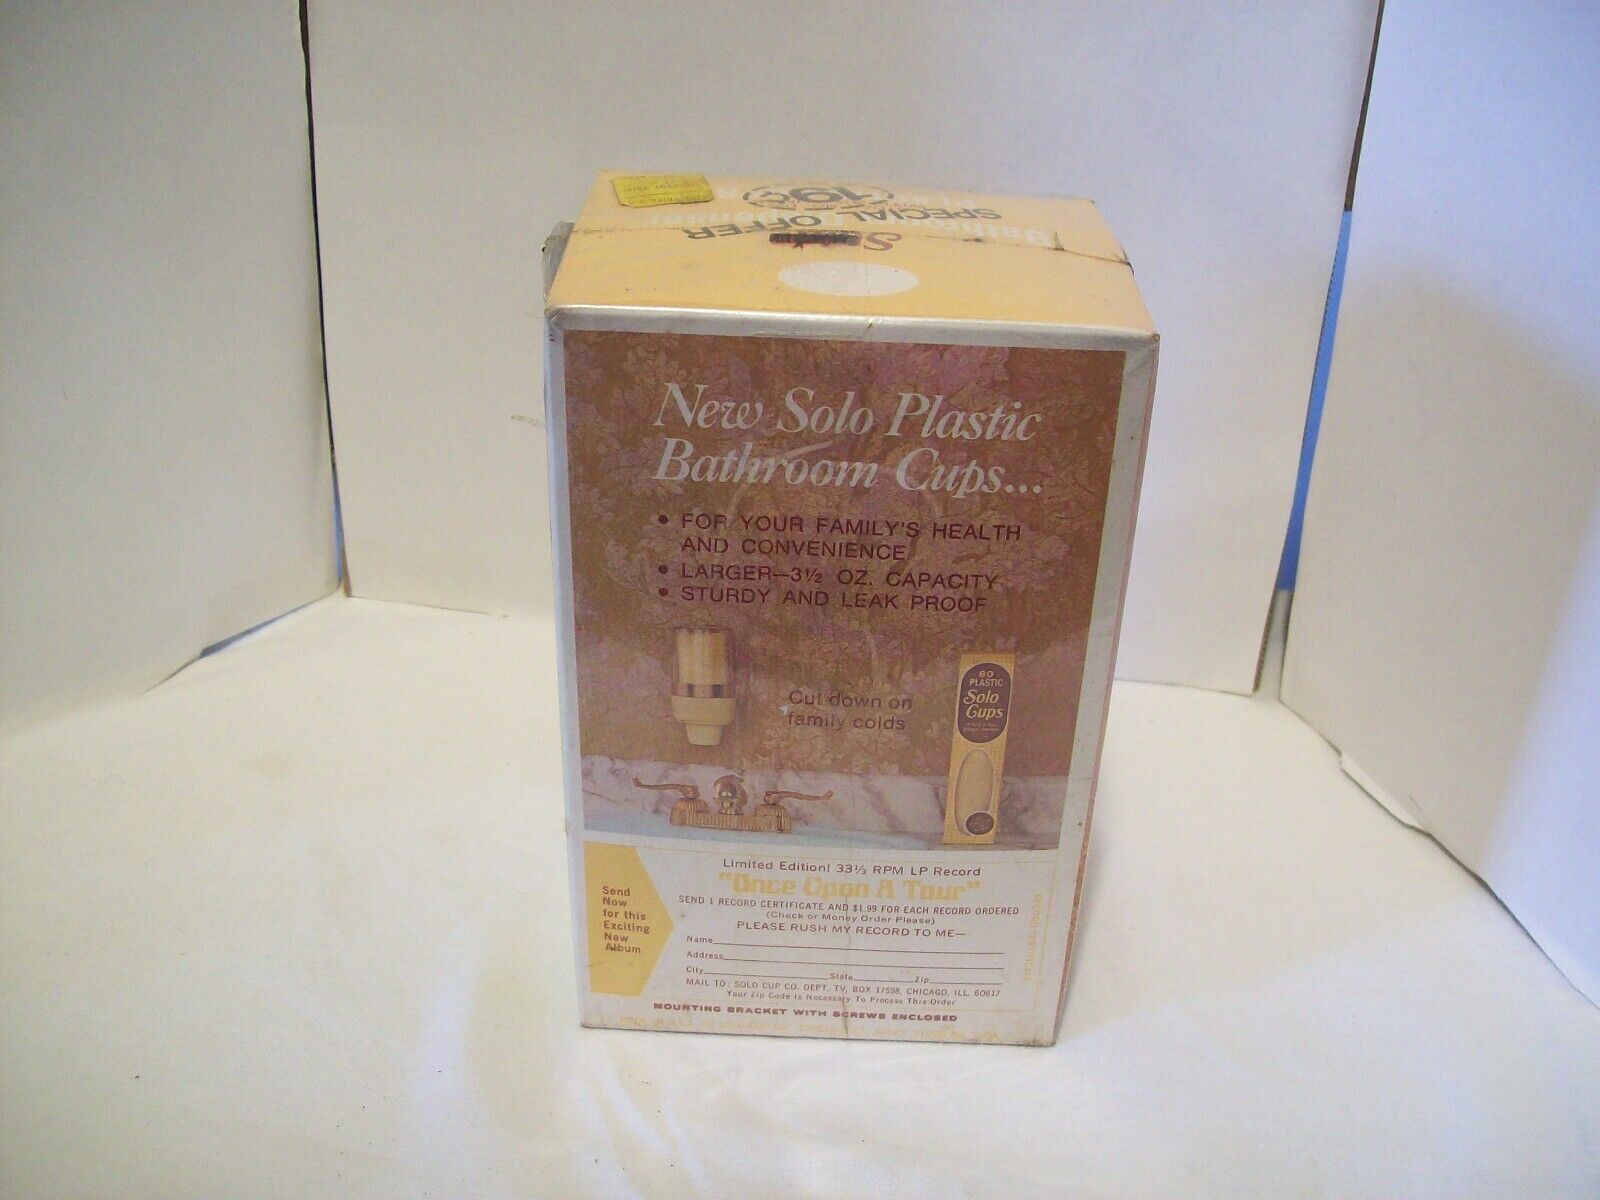 SPECIAL OFFER
19¢
Bathroom
New Solo Plastic
Bathroom Cups...
• FOR YOUR FAMILY'S HEALTH
AND CONVENIENCE
• LARGER—3½ OZ. CAPACITY
• STURDY AND LEAK PROOF
Cut down on
family colds
80
PLASTIC
Solo
Cups
Limited Edition! 33⅓ RPM LP Record
"Once Upon A Tour"
SEND 1 RECORD CERTIFICATE AND $1.99 FOR EACH RECORD ORDERED
(Check or Money Order Please)
PLEASE RUSH MY RECORD TO ME—
Send
Now
for this
Exciting
New
Album
Name
Address
City State Zip
MAIL TO: SOLO CUP CO. DEPT. TV, BOX 17598, CHICAGO, ILL. 60617
Your Zip Code Is Necessary To Process This Order
RECORD CERTIFICATE
MOUNTING BRACKET WITH SCREWS ENCLOSED